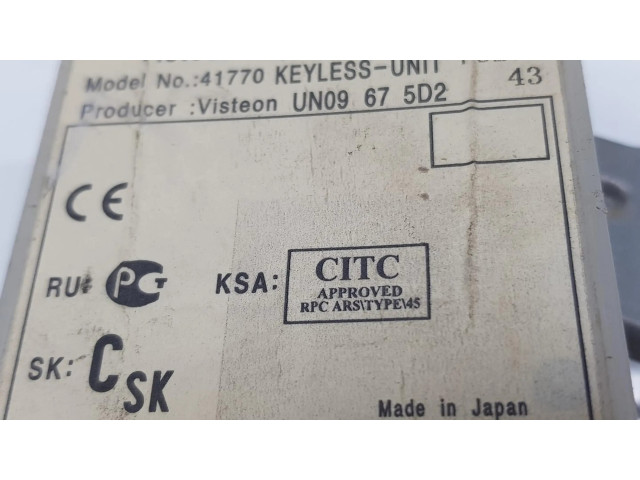 Model No.:41770 KEYLESS-UNIT
43
Producer :Visteon UN09 67 5D2
CE
RU: PCT
KSA: CITC
APPROVED
RPC ARS\TYPE\45
SK: CSK
Made in Japan